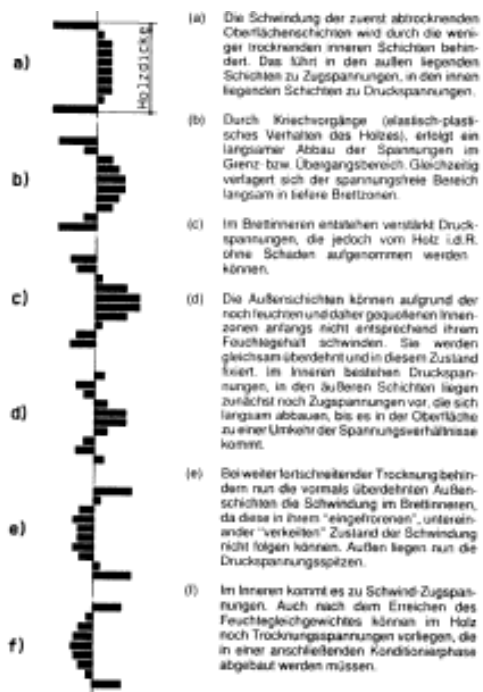 a)
Holzdicke
b)
c)
d)
e)
f)
(a) Die Schwindung der zuerst abtrocknenden
Oberflächenschichten wird durch die weni-
ger trocknenden inneren Schichten behin-
dert. Das führt in den außen liegenden
Schichten zu Zugspannungen, in den innen
liegenden Schichten zu Druckspannungen.
(b) Durch Kriechvorgänge (elastisch-plasti-
sches Verhalten des Holzes), erfolgt ein
langsamer Abbau der Spannungen im
Grenz- bzw. Übergangsbereich. Gleichzeitig
verlagert sich der spannungsfreie Bereich
langsam in tiefere Brettzonen.
(c) Im Brettinneren entstehen verstärkt Druck-
spannungen, die jedoch vom Holz i.d.R.
ohne Schaden aufgenommen werden
können.
(d) Die Außenschichten können aufgrund der
noch feuchten und daher gequollenen Innen-
zonen anfangs nicht entsprechend ihrem
Feuchtegehalt schwinden. Sie werden
gleichsam überdehnt und in diesem Zustand
fixiert. Im Inneren bestehen Druckspan-
nungen, in den äußeren Schichten liegen
zunächst noch Zugspannungen vor, die sich
langsam abbauen, bis es in der Oberfläche
zu einer Umkehr der Spannungsverhältnisse
kommt.
(e) Bei weiter fortschreitender Trocknung behin-
dern nun die vormals überdehnten Außen-
schichten die Schwindung im Brettinneren,
da diese in ihrem "eingefrorenen", unterein-
ander "verkeilten" Zustand der Schwindung
nicht folgen können. Außen liegen nun die
Druckspannungsspitzen.
(f) Im Inneren kommt es zu Schwind-Zugspan-
nungen. Auch nach dem Erreichen des
Feuchtegleichgewichtes können im Holz
noch Trocknungsspannungen vorliegen, die
in einer anschließenden Konditionierphase
abgebaut werden müssen.